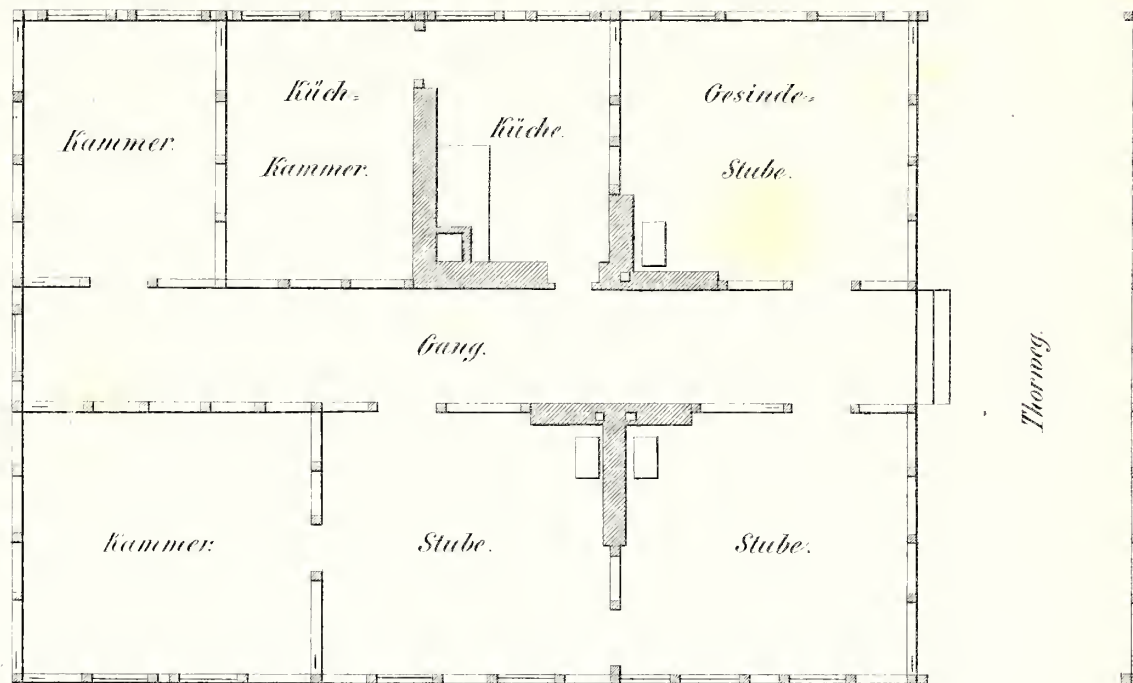 Kammer.
Küch-
Kammer.
Küche.
Gesinde-
Stube.
Gang.
Thorweg.
Kammer.
Stube.
Stube.